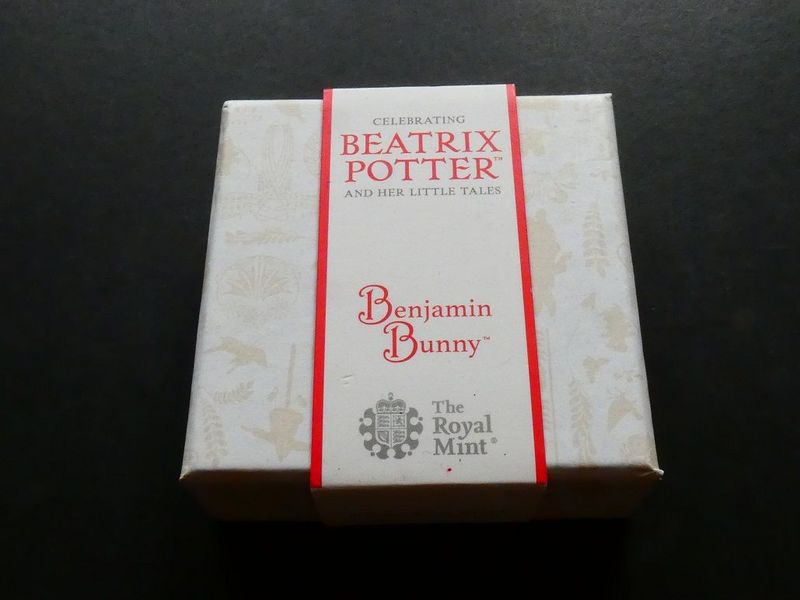 CELEBRATING
BEATRIX
POTTER™
AND HER LITTLE TALES
Benjamin
Bunny™
The
Royal
Mint®